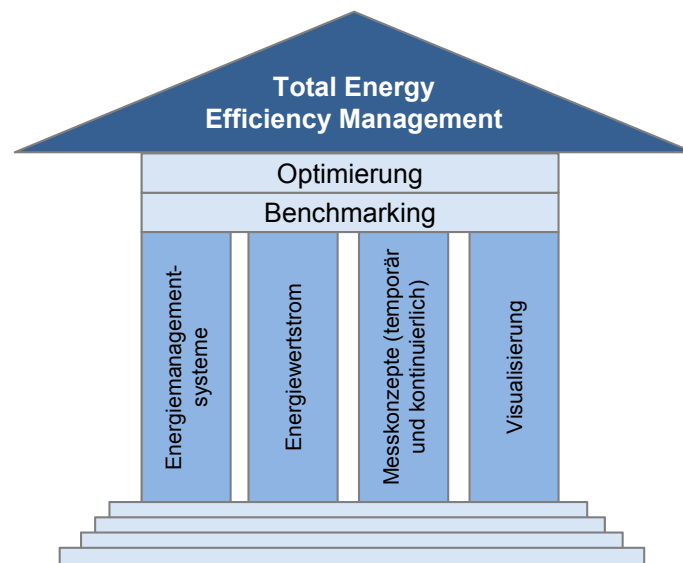 Total Energy
Efficiency Management
Optimierung
Benchmarking
Energiemanagement-
systeme
Energiewertstrom
Messkonzepte (temporär
und kontinuierlich)
Visualisierung